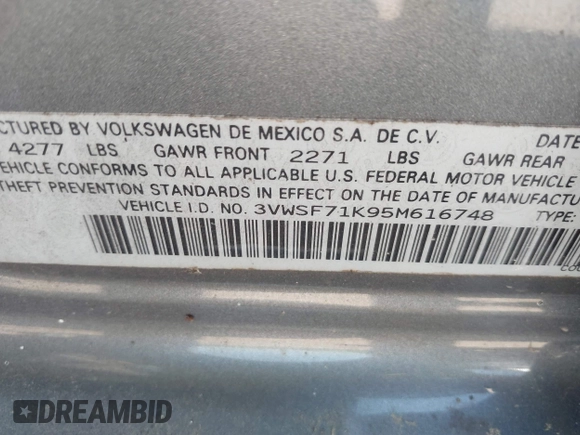 CTURED BY VOLKSWAGEN DE MEXICO S.A. DE C.V. DATE
4277 LBS GAWR FRONT 2271 LBS GAWR REAR
VEHICLE CONFORMS TO ALL APPLICABLE U.S. FEDERAL MOTOR VEHICLE
THEFT PREVENTION STANDARDS IN EFFECT ON THE DATE OF MANUFACTU
VEHICLE I.D. NO. 3VWSF71K95M616748 TYPE:
DREAMBID